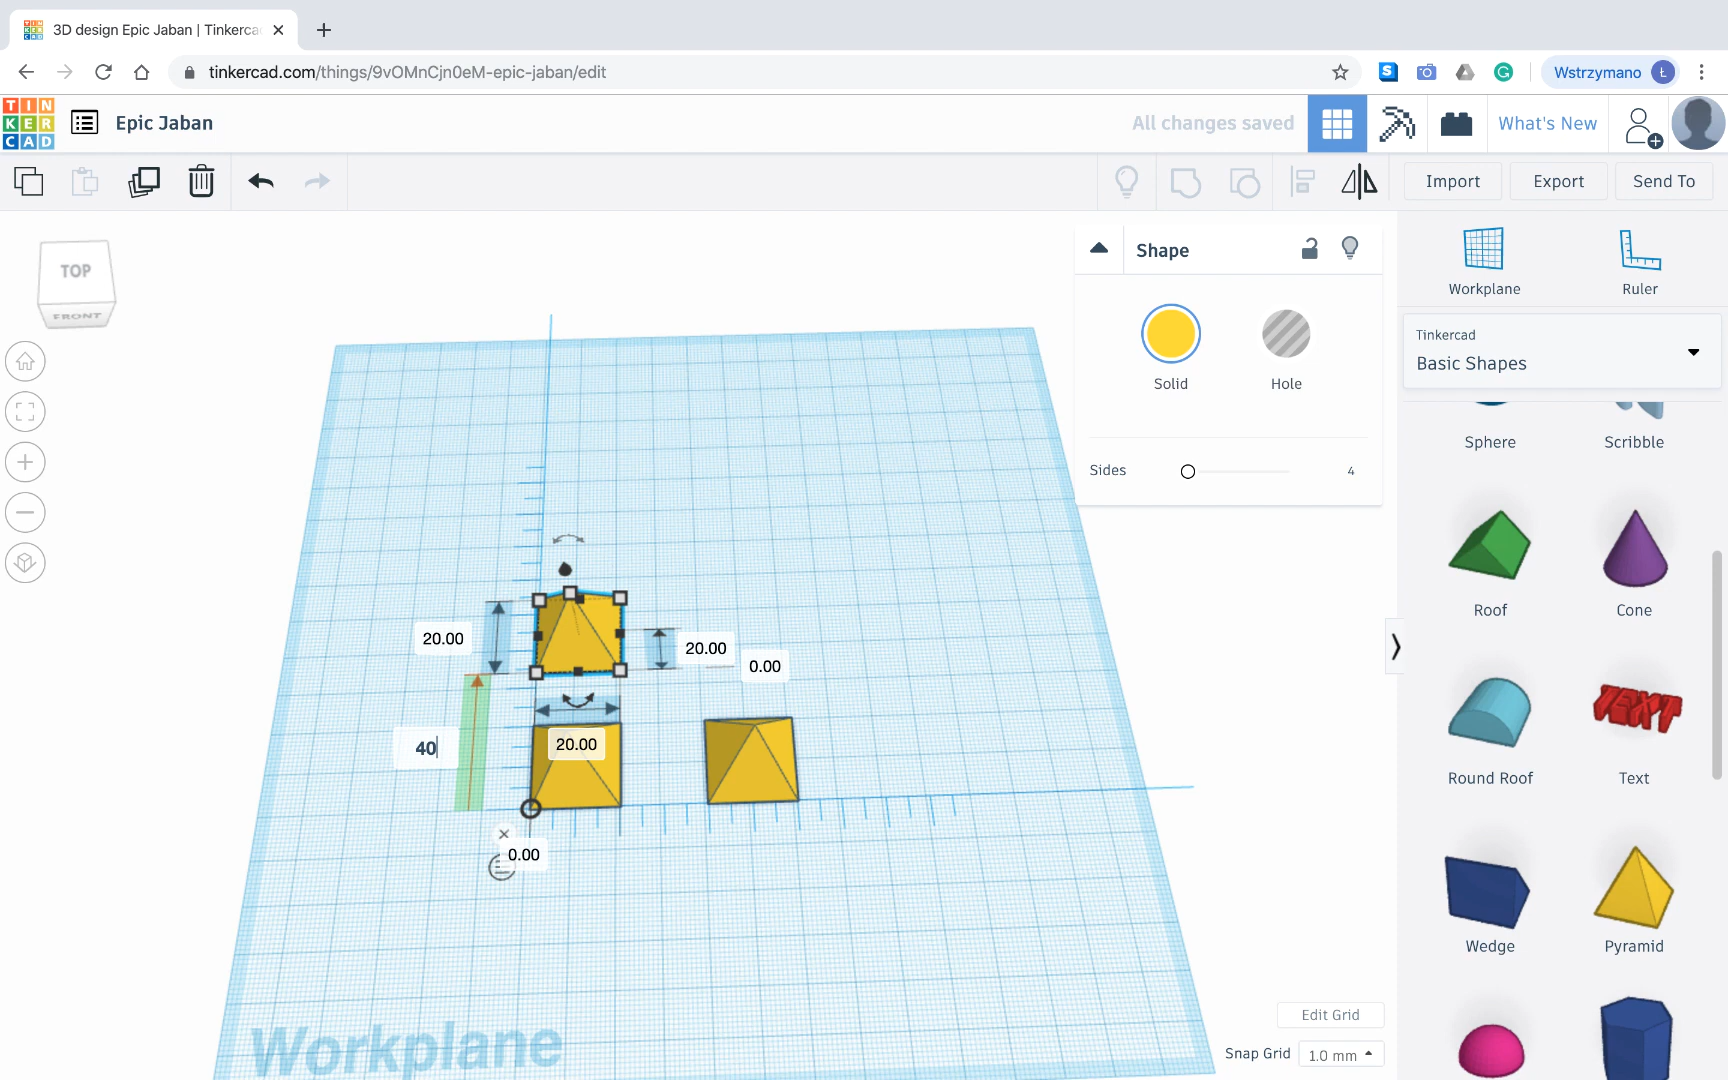 3D design Epic Jaban | Tinkerca
tinkercad.com/things/9vOMnCjn0eM-epic-jaban/edit
Wstrzymano Ł
TIN
KER
CAD
Epic Jaban
All changes saved
What's New
Import
Export
Send To
TOP
FRONT
Shape
Solid
Hole
Sides
4
Workplane
Ruler
Tinkercad
Basic Shapes
Sphere
Scribble
Roof
Cone
Round Roof
TEXT
Text
Wedge
Pyramid
20.00
20.00
0.00
40
20.00
0.00
Workplane
Edit Grid
Snap Grid
1.0 mm